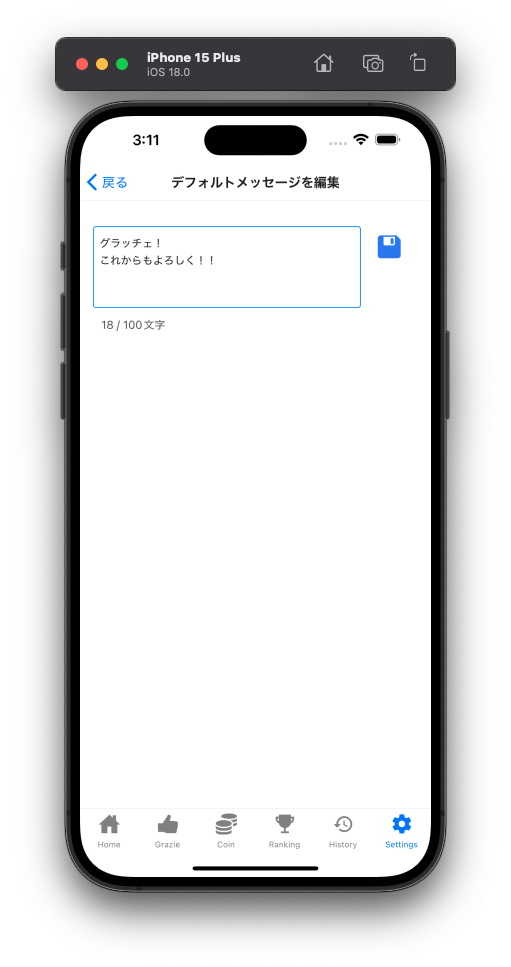 iPhone 15 Plus
iOS 18.0
3:11
戻る
デフォルトメッセージを編集
グラッチェ！
これからもよろしく！！
18 / 100文字
Home
Grazie
Coin
Ranking
History
Settings